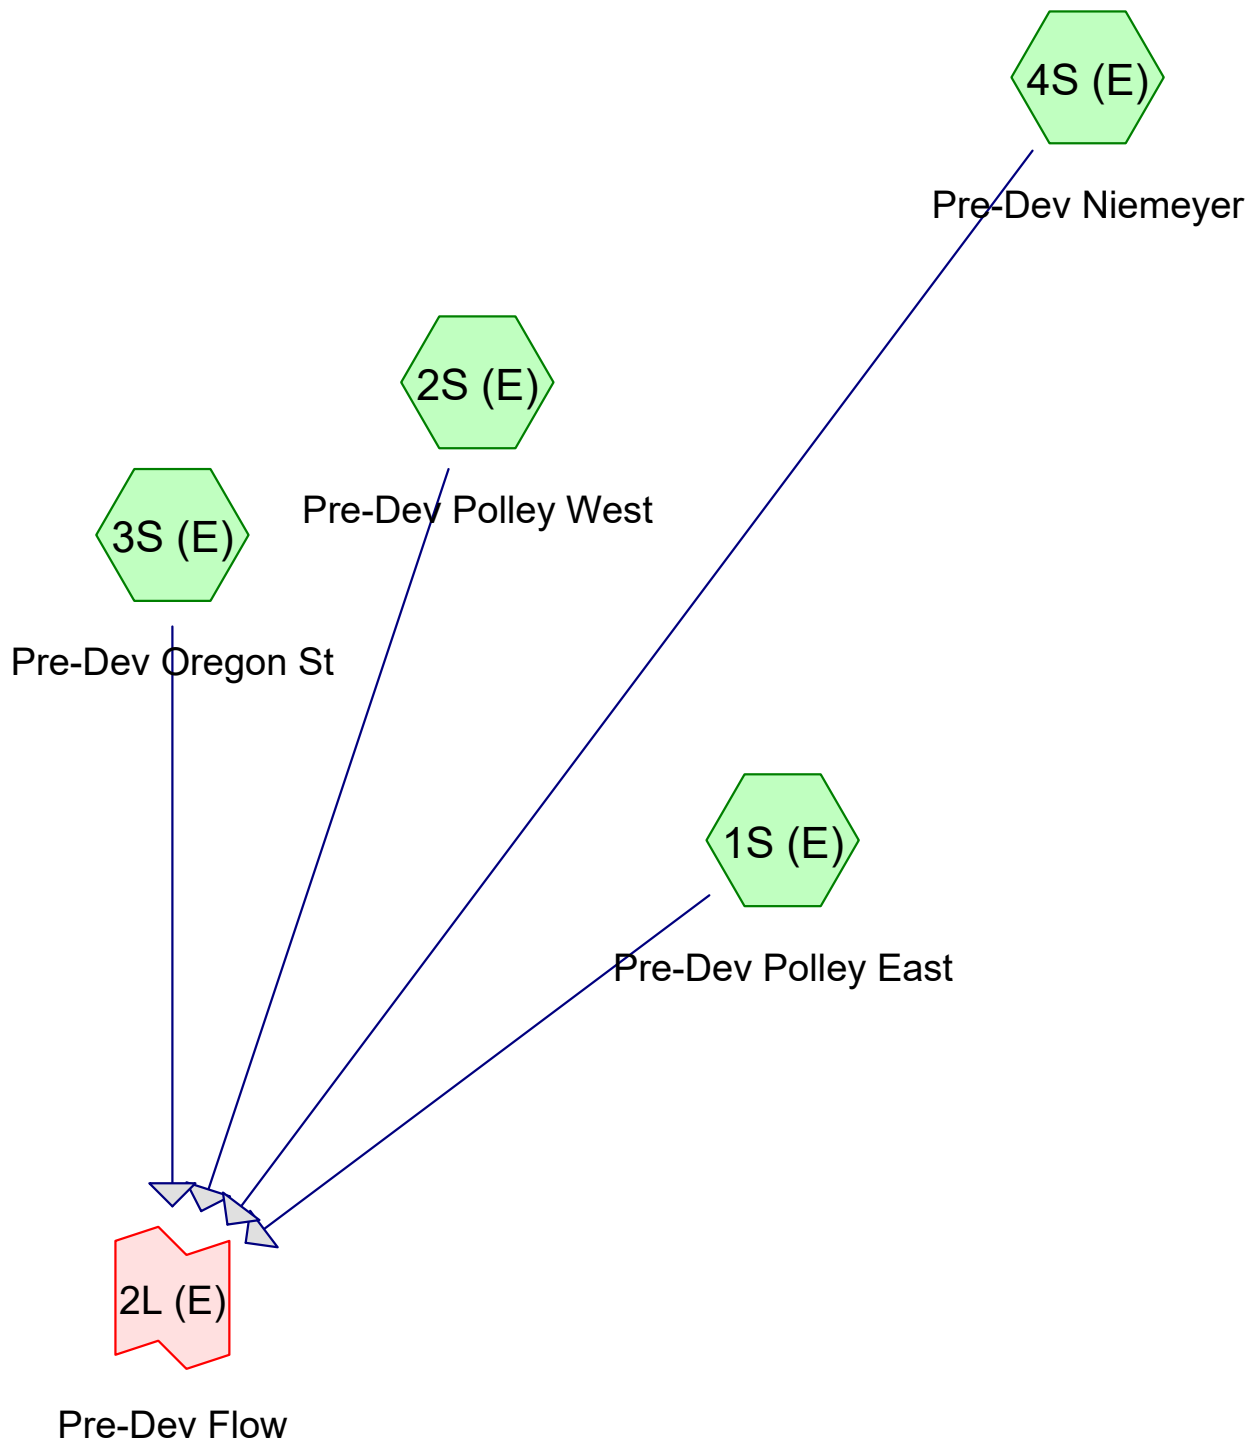 4S (E)
Pre-Dev Niemeyer
2S (E)
Pre-Dev Polley West
3S (E)
Pre-Dev Oregon St
1S (E)
Pre-Dev Polley East
2L (E)
Pre-Dev Flow